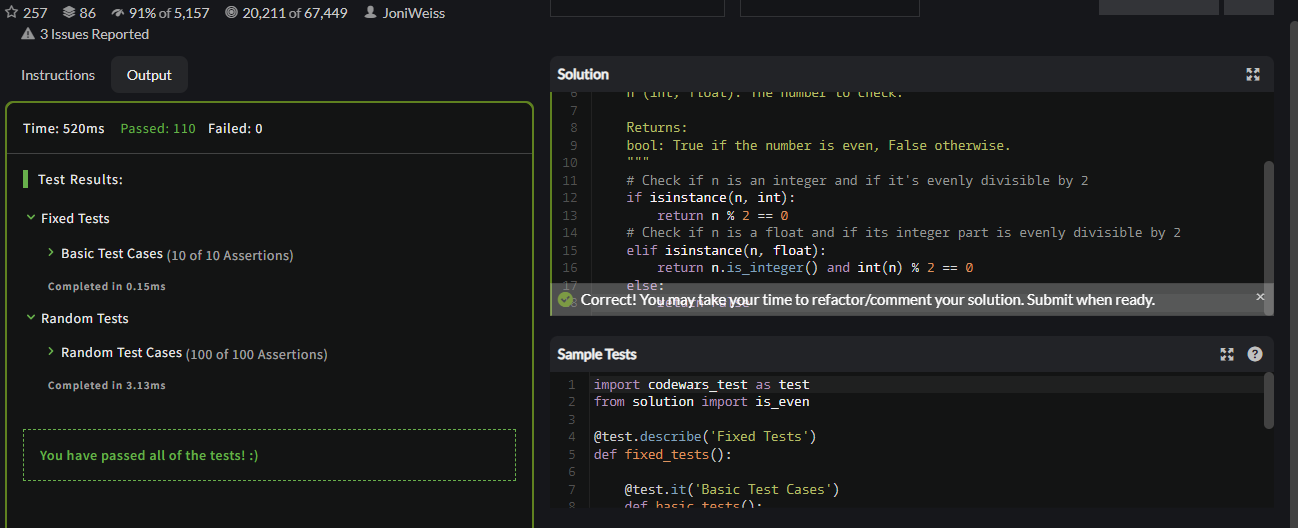 257 86 91% of 5,157 20,211 of 67,449 JoniWeiss
3 Issues Reported
Instructions Output
Time: 520ms Passed: 110 Failed: 0
Test Results:
Fixed Tests
Basic Test Cases (10 of 10 Assertions)
Completed in 0.15ms
Random Tests
Random Test Cases (100 of 100 Assertions)
Completed in 3.13ms
You have passed all of the tests! :)
Solution
6 n (int, float): The number to check.
7
8 Returns:
9 bool: True if the number is even, False otherwise.
10 """
11 # Check if n is an integer and if it's evenly divisible by 2
12 if isinstance(n, int):
13 return n % 2 == 0
14 # Check if n is a float and if its integer part is evenly divisible by 2
15 elif isinstance(n, float):
16 return n.is_integer() and int(n) % 2 == 0
17 else:
18 return False
Correct! You may take your time to refactor/comment your solution. Submit when ready.
Sample Tests
1 import codewars_test as test
2 from solution import is_even
3
4 @test.describe('Fixed Tests')
5 def fixed_tests():
6
7 @test.it('Basic Test Cases')
8 def basic_tests():